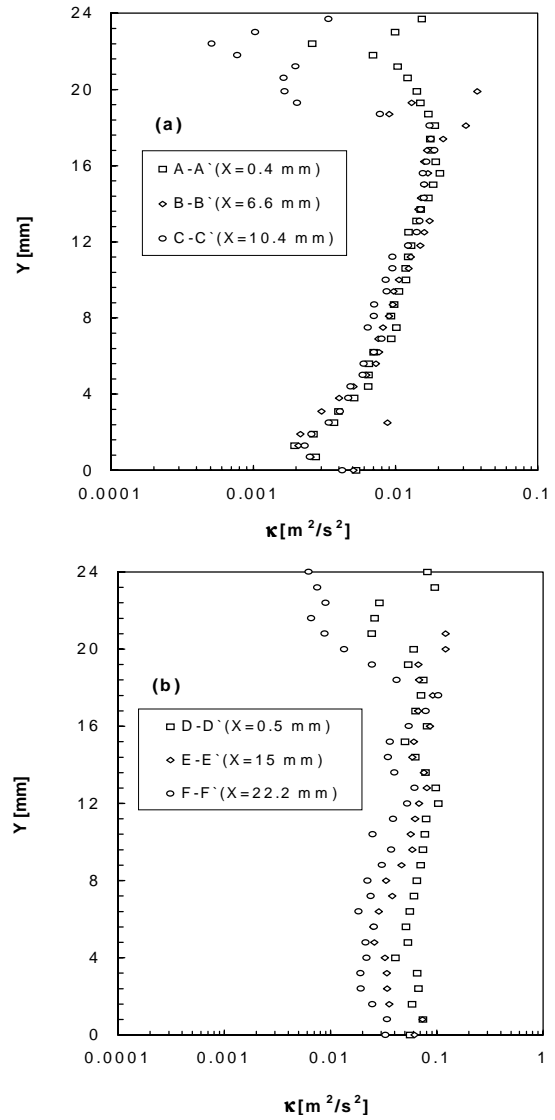 24
20
16
12
8
4
0
Y [mm]
(a)
A-A`(X=0.4 mm)
B-B`(X=6.6 mm)
C-C`(X=10.4 mm)
0.0001 0.001 0.01 0.1
κ[m²/s²]
24
20
16
12
8
4
0
Y [mm]
(b)
D-D`(X=0.5 mm)
E-E`(X=15 mm)
F-F`(X=22.2 mm)
0.0001 0.001 0.01 0.1 1
κ[m²/s²]